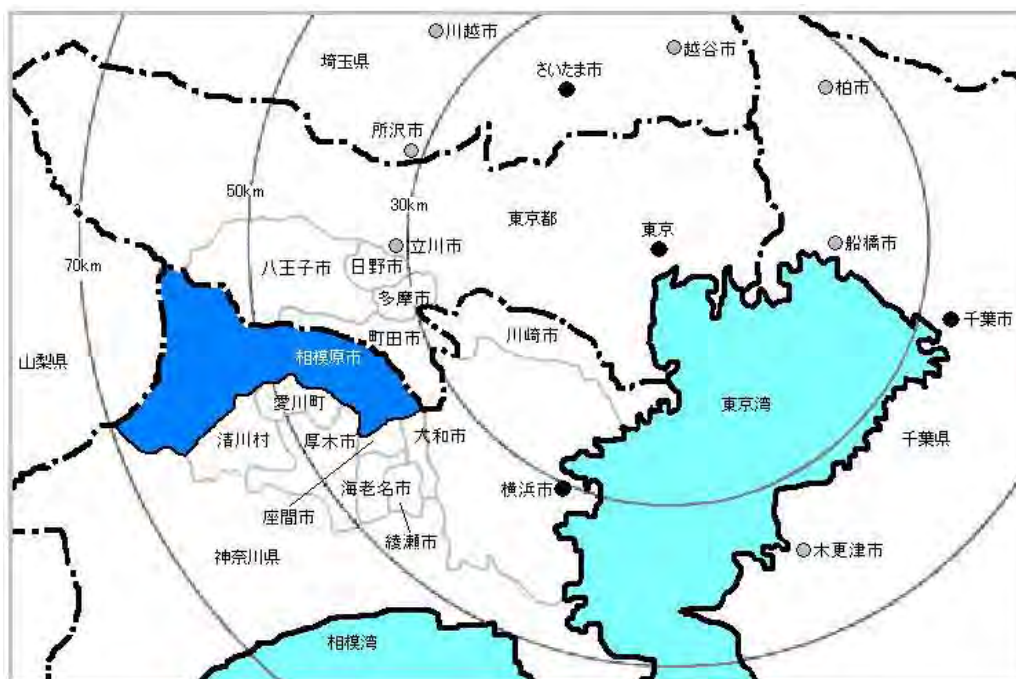 川越市
越谷市
埼玉県
さいたま市
柏市
所沢市
50km
30km
東京都
東京
立川市
船橋市
70km
八王子市
日野市
多摩市
千葉市
町田市
川崎市
山梨県
相模原市
愛川町
東京湾
清川村
厚木市
大和市
千葉県
海老名市
横浜市
座間市
綾瀬市
神奈川県
木更津市
相模湾